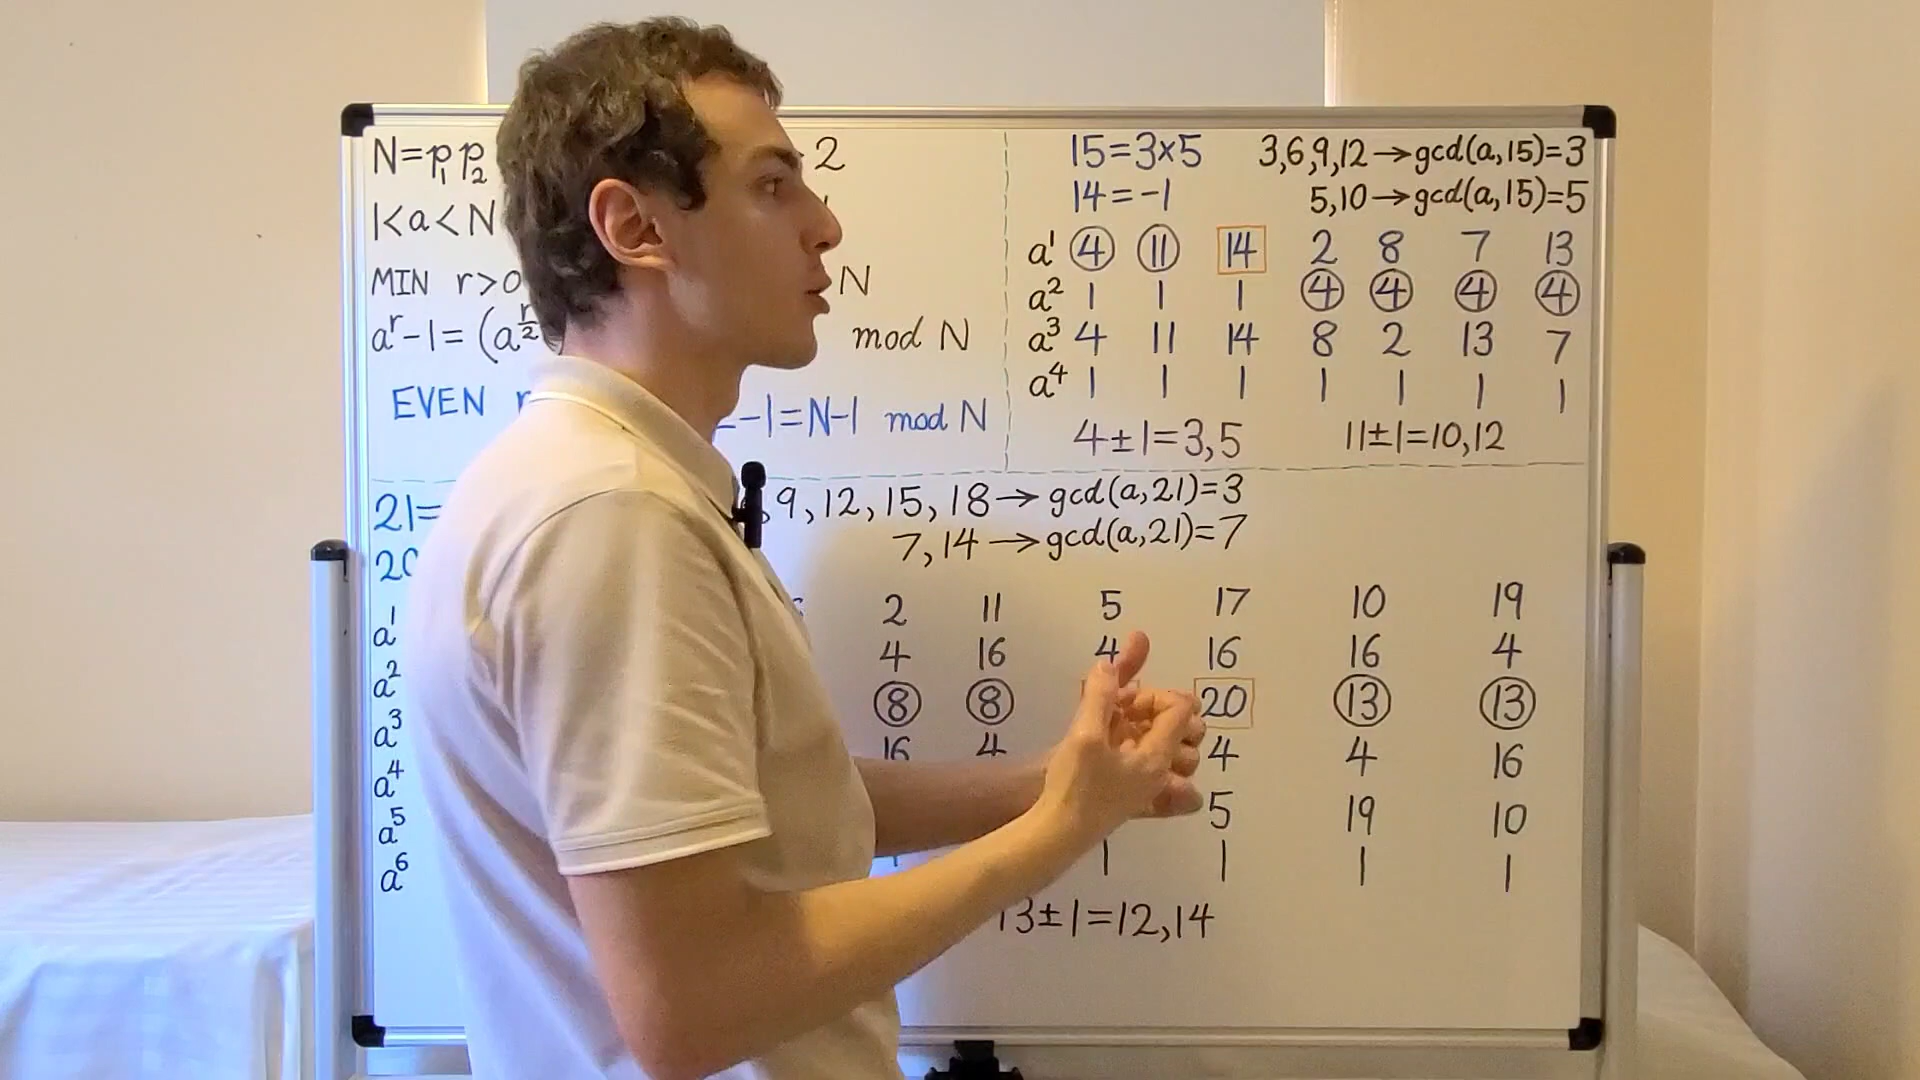 N=p₁p₂
-2
1<a<N
MIN r>0
N
aʳ-1=(a^(r/2)
mod N
EVEN r
-1=N-1 mod N
15=3×5 3,6,9,12→gcd(a,15)=3
14=-1 5,10→gcd(a,15)=5
a¹ 4 11 14 2 8 7 13
a² 1 1 1 4 4 4 4
a³ 4 11 14 8 2 13 7
a⁴ 1 1 1 1 1 1 1
4±1=3,5 11±1=10,12
21=
,9,12,15,18→gcd(a,21)=3
20
7,14→gcd(a,21)=7
a¹ 2 11 5 17 10 19
a² 4 16 4 16 16 4
a³ 8 8 20 13 13
a⁴ 16 4 4 4 16
a⁵ 5 19 10
a⁶ 1 1 1 1
13±1=12,14